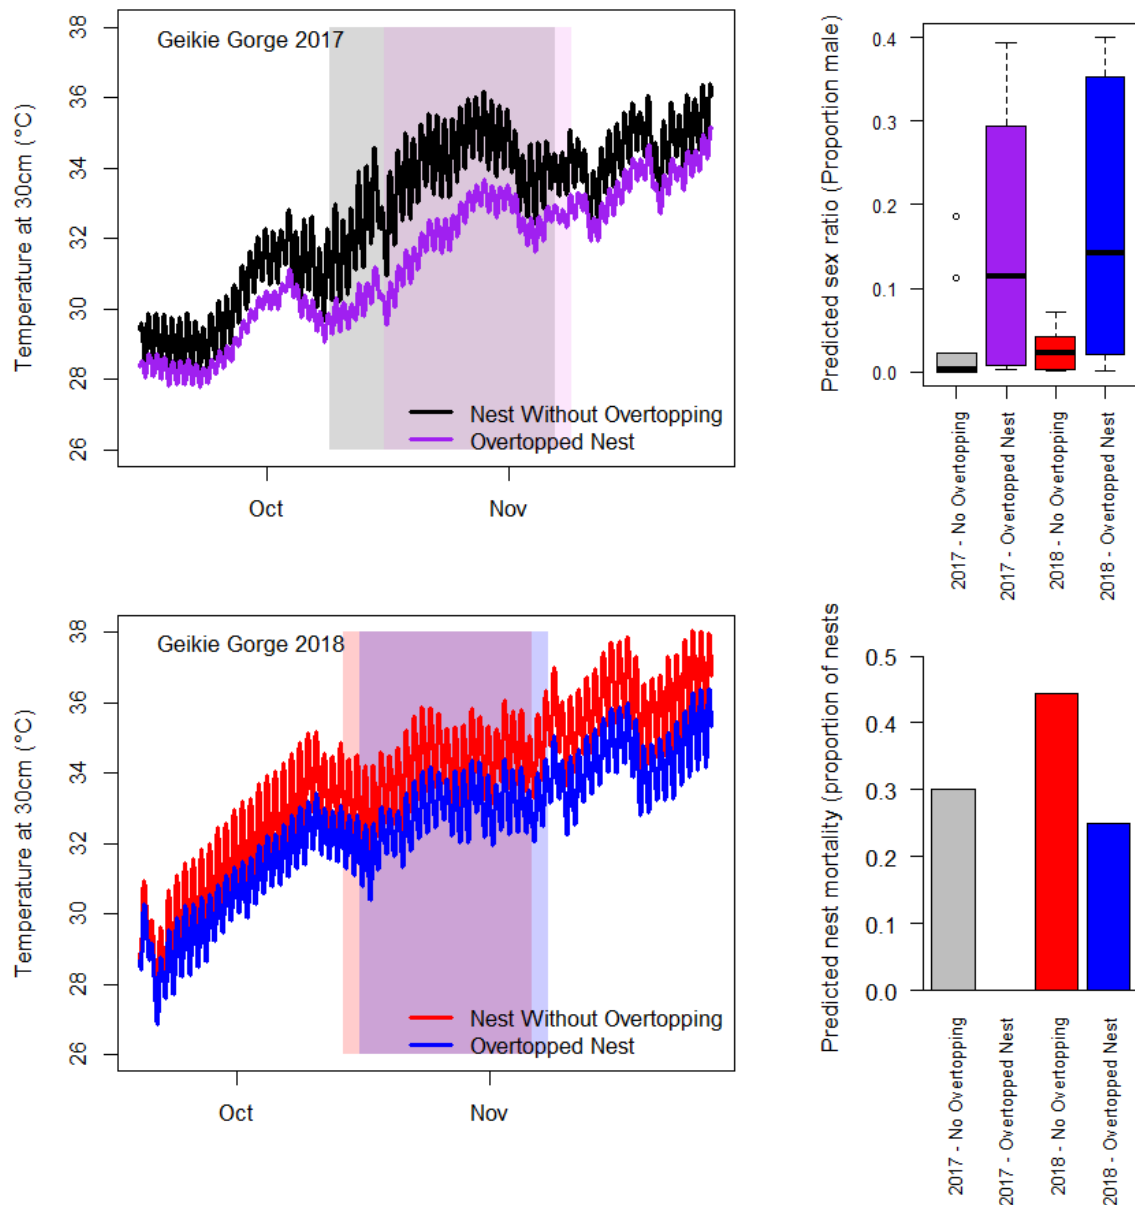 Geikie Gorge 2017
Temperature at 30cm (°C)
38
36
34
32
30
28
26
Nest Without Overtopping
Overtopped Nest
Oct
Nov
Predicted sex ratio (Proportion male)
0.4
0.3
0.2
0.1
0.0
2017 - No Overtopping
2017 - Overtopped Nest
2018 - No Overtopping
2018 - Overtopped Nest
Geikie Gorge 2018
Temperature at 30cm (°C)
38
36
34
32
30
28
26
Nest Without Overtopping
Overtopped Nest
Oct
Nov
Predicted nest mortality (proportion of nests
0.5
0.4
0.3
0.2
0.1
0.0
2017 - No Overtopping
2017 - Overtopped Nest
2018 - No Overtopping
2018 - Overtopped Nest